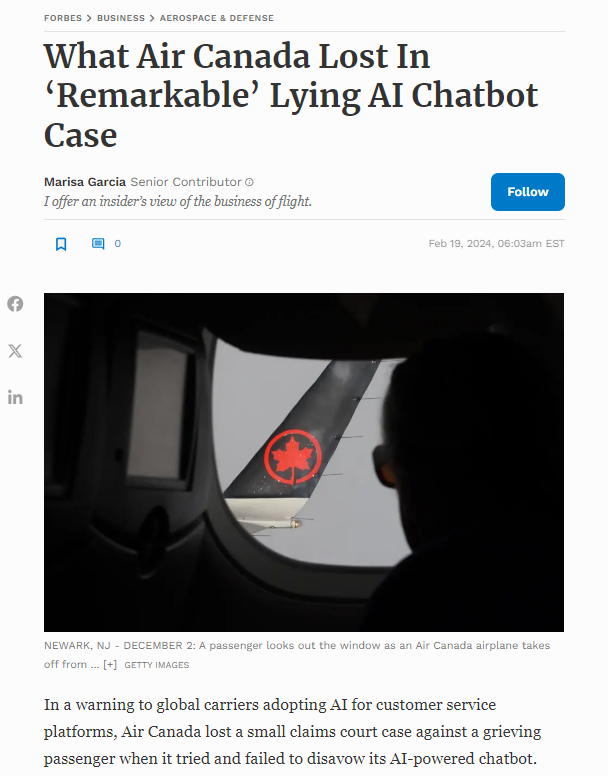 FORBES > BUSINESS > AEROSPACE & DEFENSE
What Air Canada Lost In
‘Remarkable’ Lying AI Chatbot
Case
Marisa Garcia Senior Contributor
I offer an insider's view of the business of flight.
Follow
0
Feb 19, 2024, 06:03am EST
NEWARK, NJ - DECEMBER 2: A passenger looks out the window as an Air Canada airplane takes
off from ... [+] GETTY IMAGES
In a warning to global carriers adopting AI for customer service
platforms, Air Canada lost a small claims court case against a grieving
passenger when it tried and failed to disavow its AI-powered chatbot.